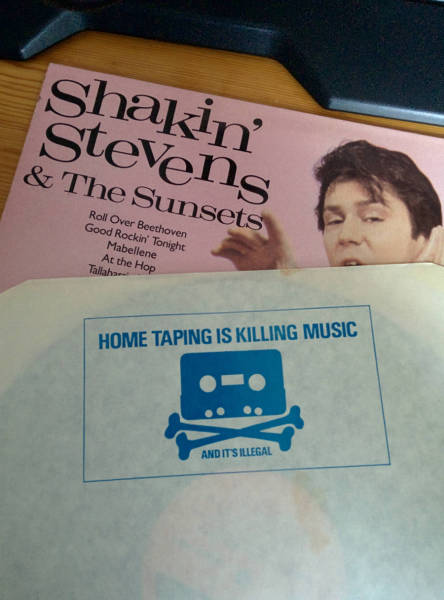 Shakin'
Stevens
& The Sunsets
Roll Over Beethoven
Good Rockin' Tonight
Mabellene
At the Hop
HOME TAPING IS KILLING MUSIC
AND IT'S ILLEGAL